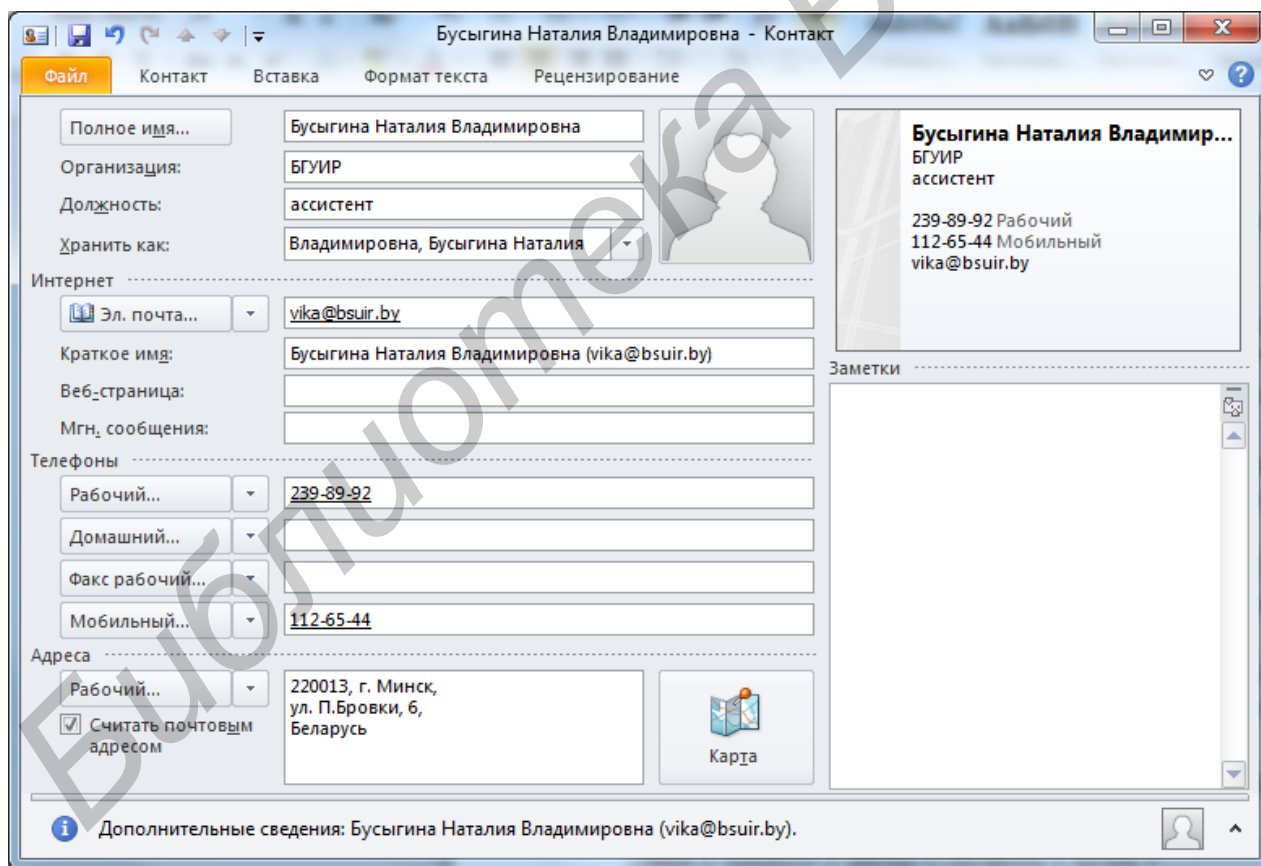 Бусыгина Наталия Владимировна - Контакт
Файл Контакт Вставка Формат текста Рецензирование
Полное имя... Бусыгина Наталия Владимировна
Организация: БГУИР
Должность: ассистент
Хранить как: Владимировна, Бусыгина Наталия
Интернет
Эл. почта... vika@bsuir.by
Краткое имя: Бусыгина Наталия Владимировна (vika@bsuir.by)
Веб-страница:
Мгн. сообщения:
Телефоны
Рабочий... 239-89-92
Домашний...
Факс рабочий...
Мобильный... 112-65-44
Адреса
Рабочий... 220013, г. Минск,
ул. П.Бровки, 6,
Беларусь
Считать почтовым
адресом
Карта
Бусыгина Наталия Владимир...
БГУИР
ассистент
239-89-92 Рабочий
112-65-44 Мобильный
vika@bsuir.by
Заметки
Дополнительные сведения: Бусыгина Наталия Владимировна (vika@bsuir.by).
Библиотека